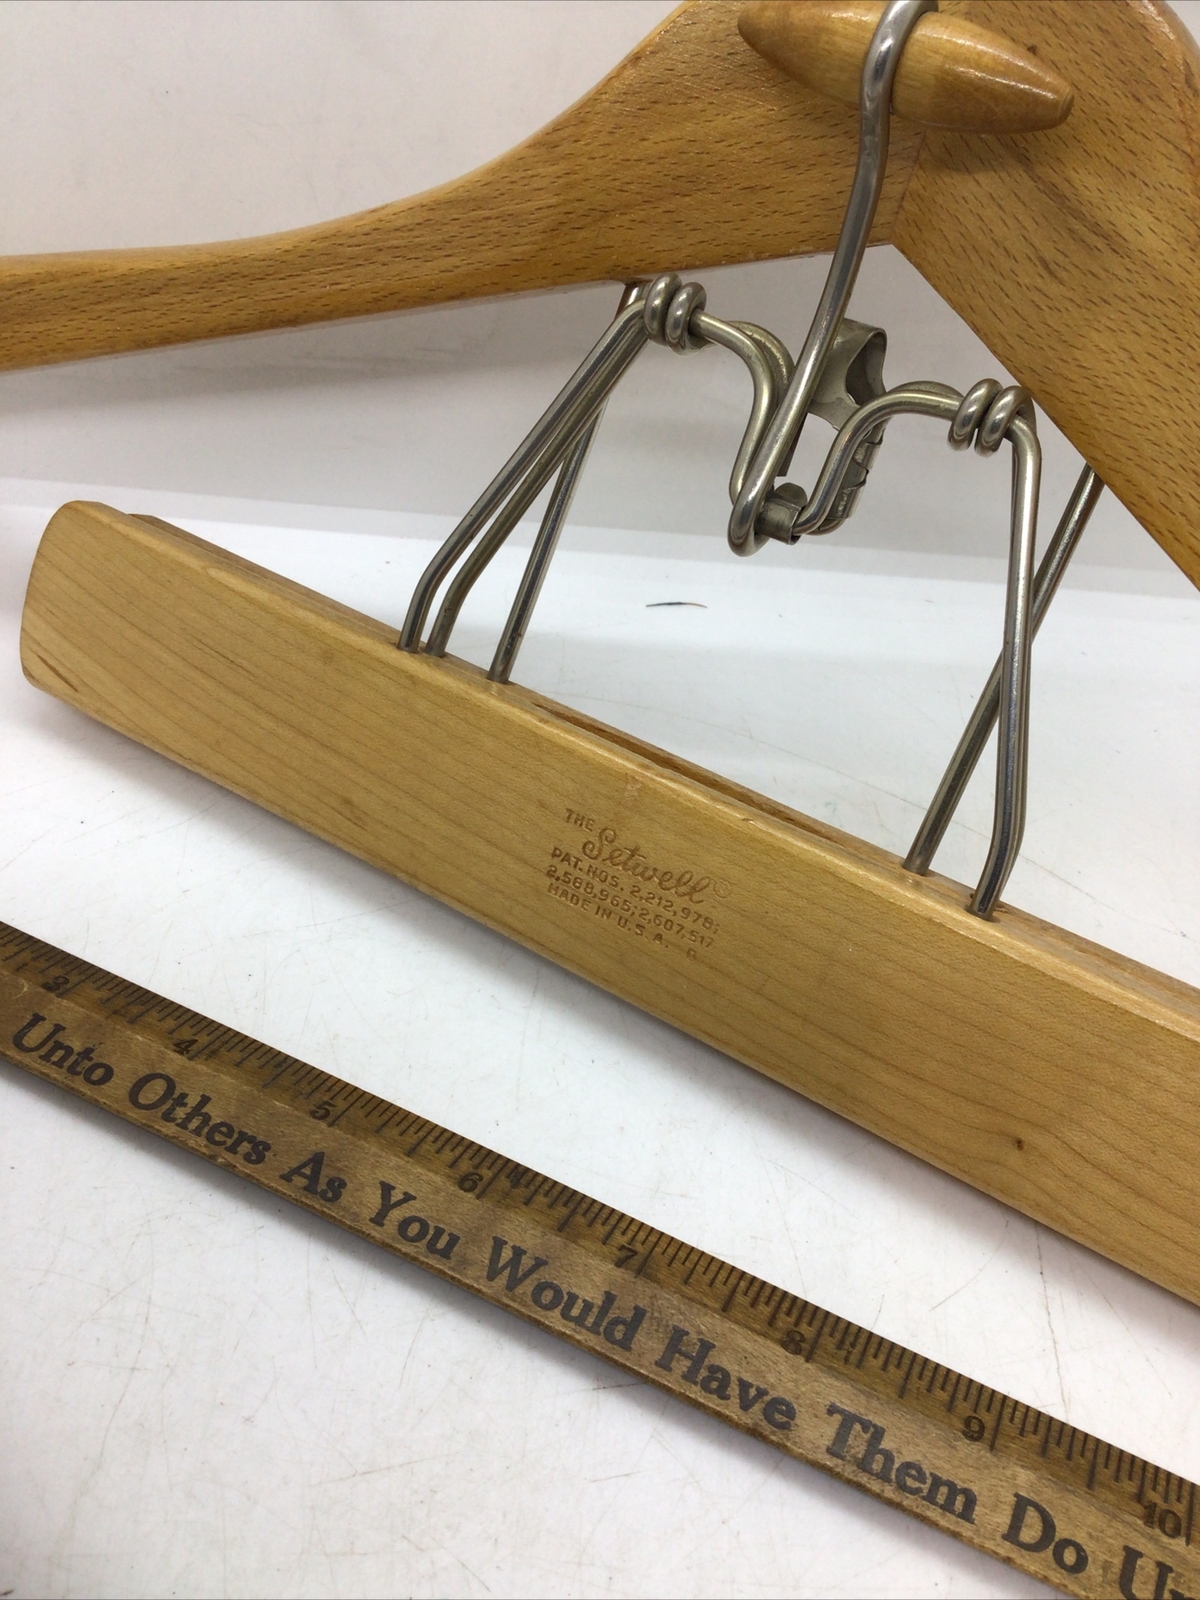 THE
Setwell®
PAT. NOS. 2,212,978;
2,588,965; 2,607,517
MADE IN U.S.A. R
3 4 5 6 7 8 9 10
Unto Others As You Would Have Them Do